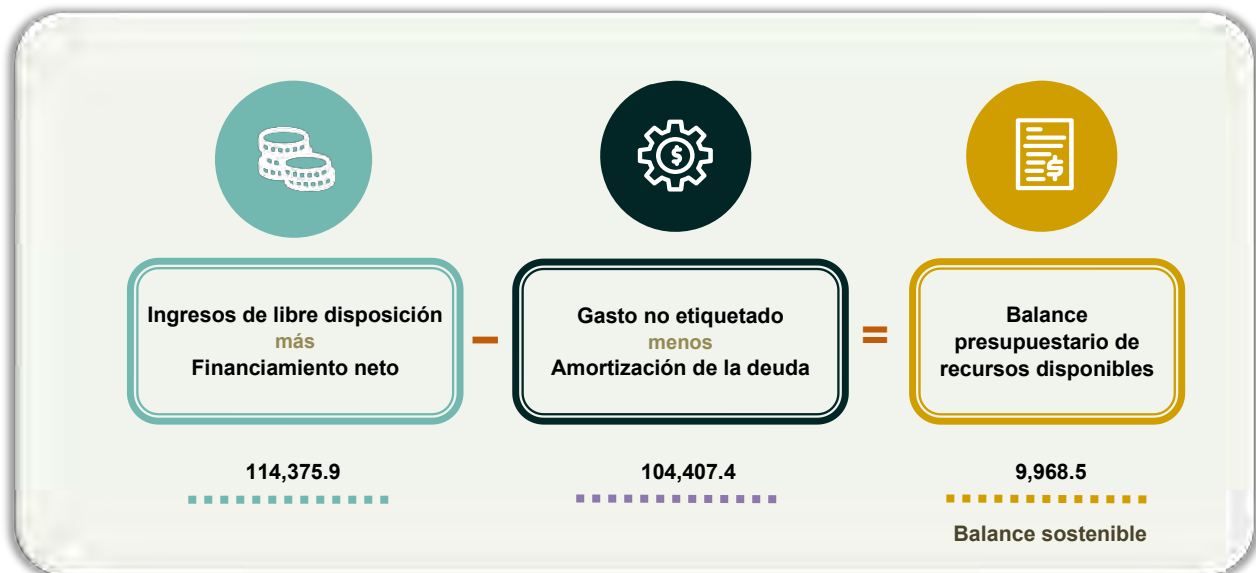 Ingresos de libre disposición
más
Financiamiento neto
–
Gasto no etiquetado
menos
Amortización de la deuda
=
Balance
presupuestario de
recursos disponibles
114,375.9
104,407.4
9,968.5
Balance sostenible